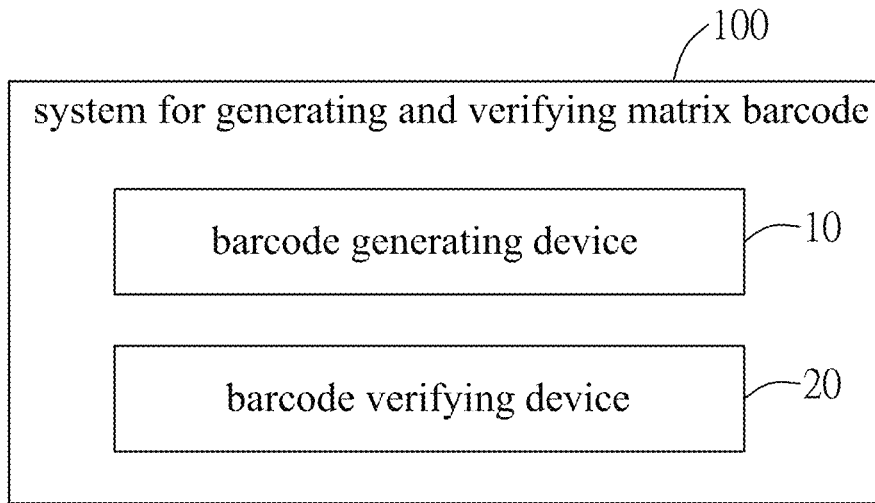 100
system for generating and verifying matrix barcode
barcode generating device
10
barcode verifying device
20